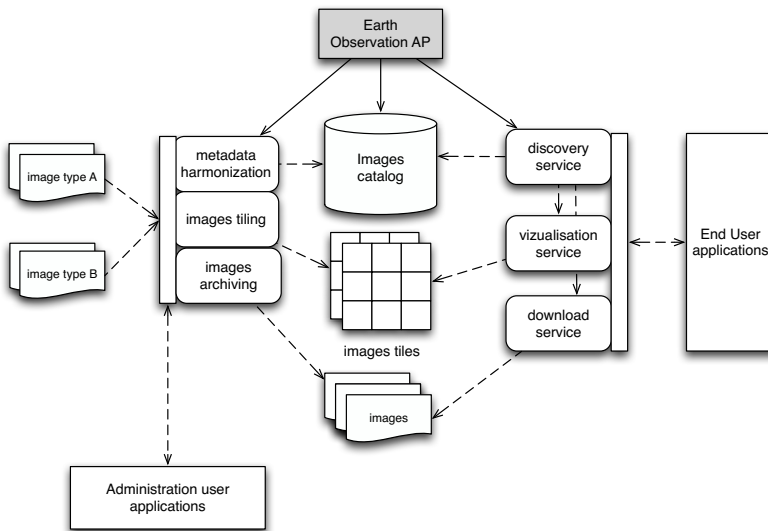 Earth
Observation AP
metadada
harmonization
Images
catalog
discovery
service
image type A
images tiling
vizualisation
service
End User
applications
image type B
images
archiving
download
service
images tiles
images
Administration user
applications